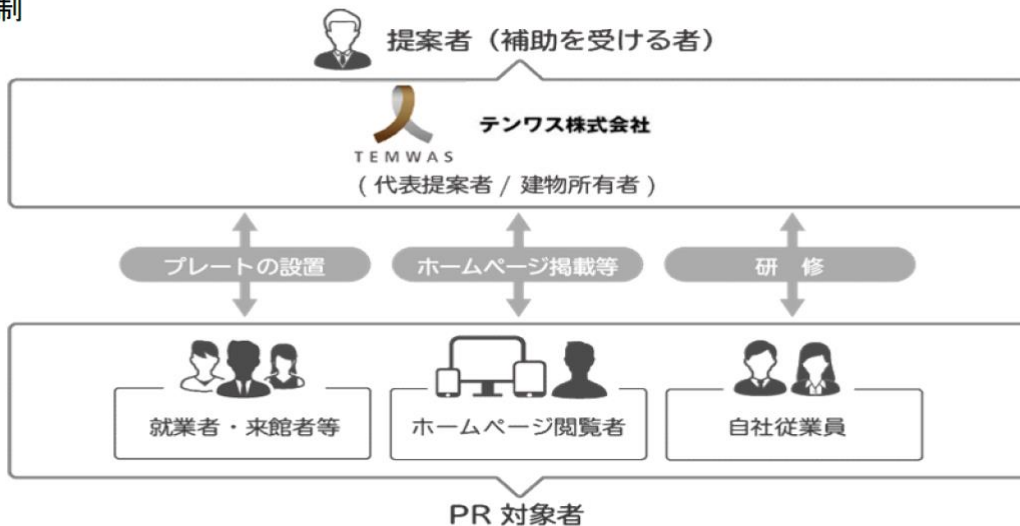 制
提案者（補助を受ける者）
テンワス株式会社
TEMWAS
(代表提案者 / 建物所有者)
プレートの設置
ホームページ掲載等
研 修
就業者・来館者等
ホームページ閲覧者
自社従業員
PR 対象者